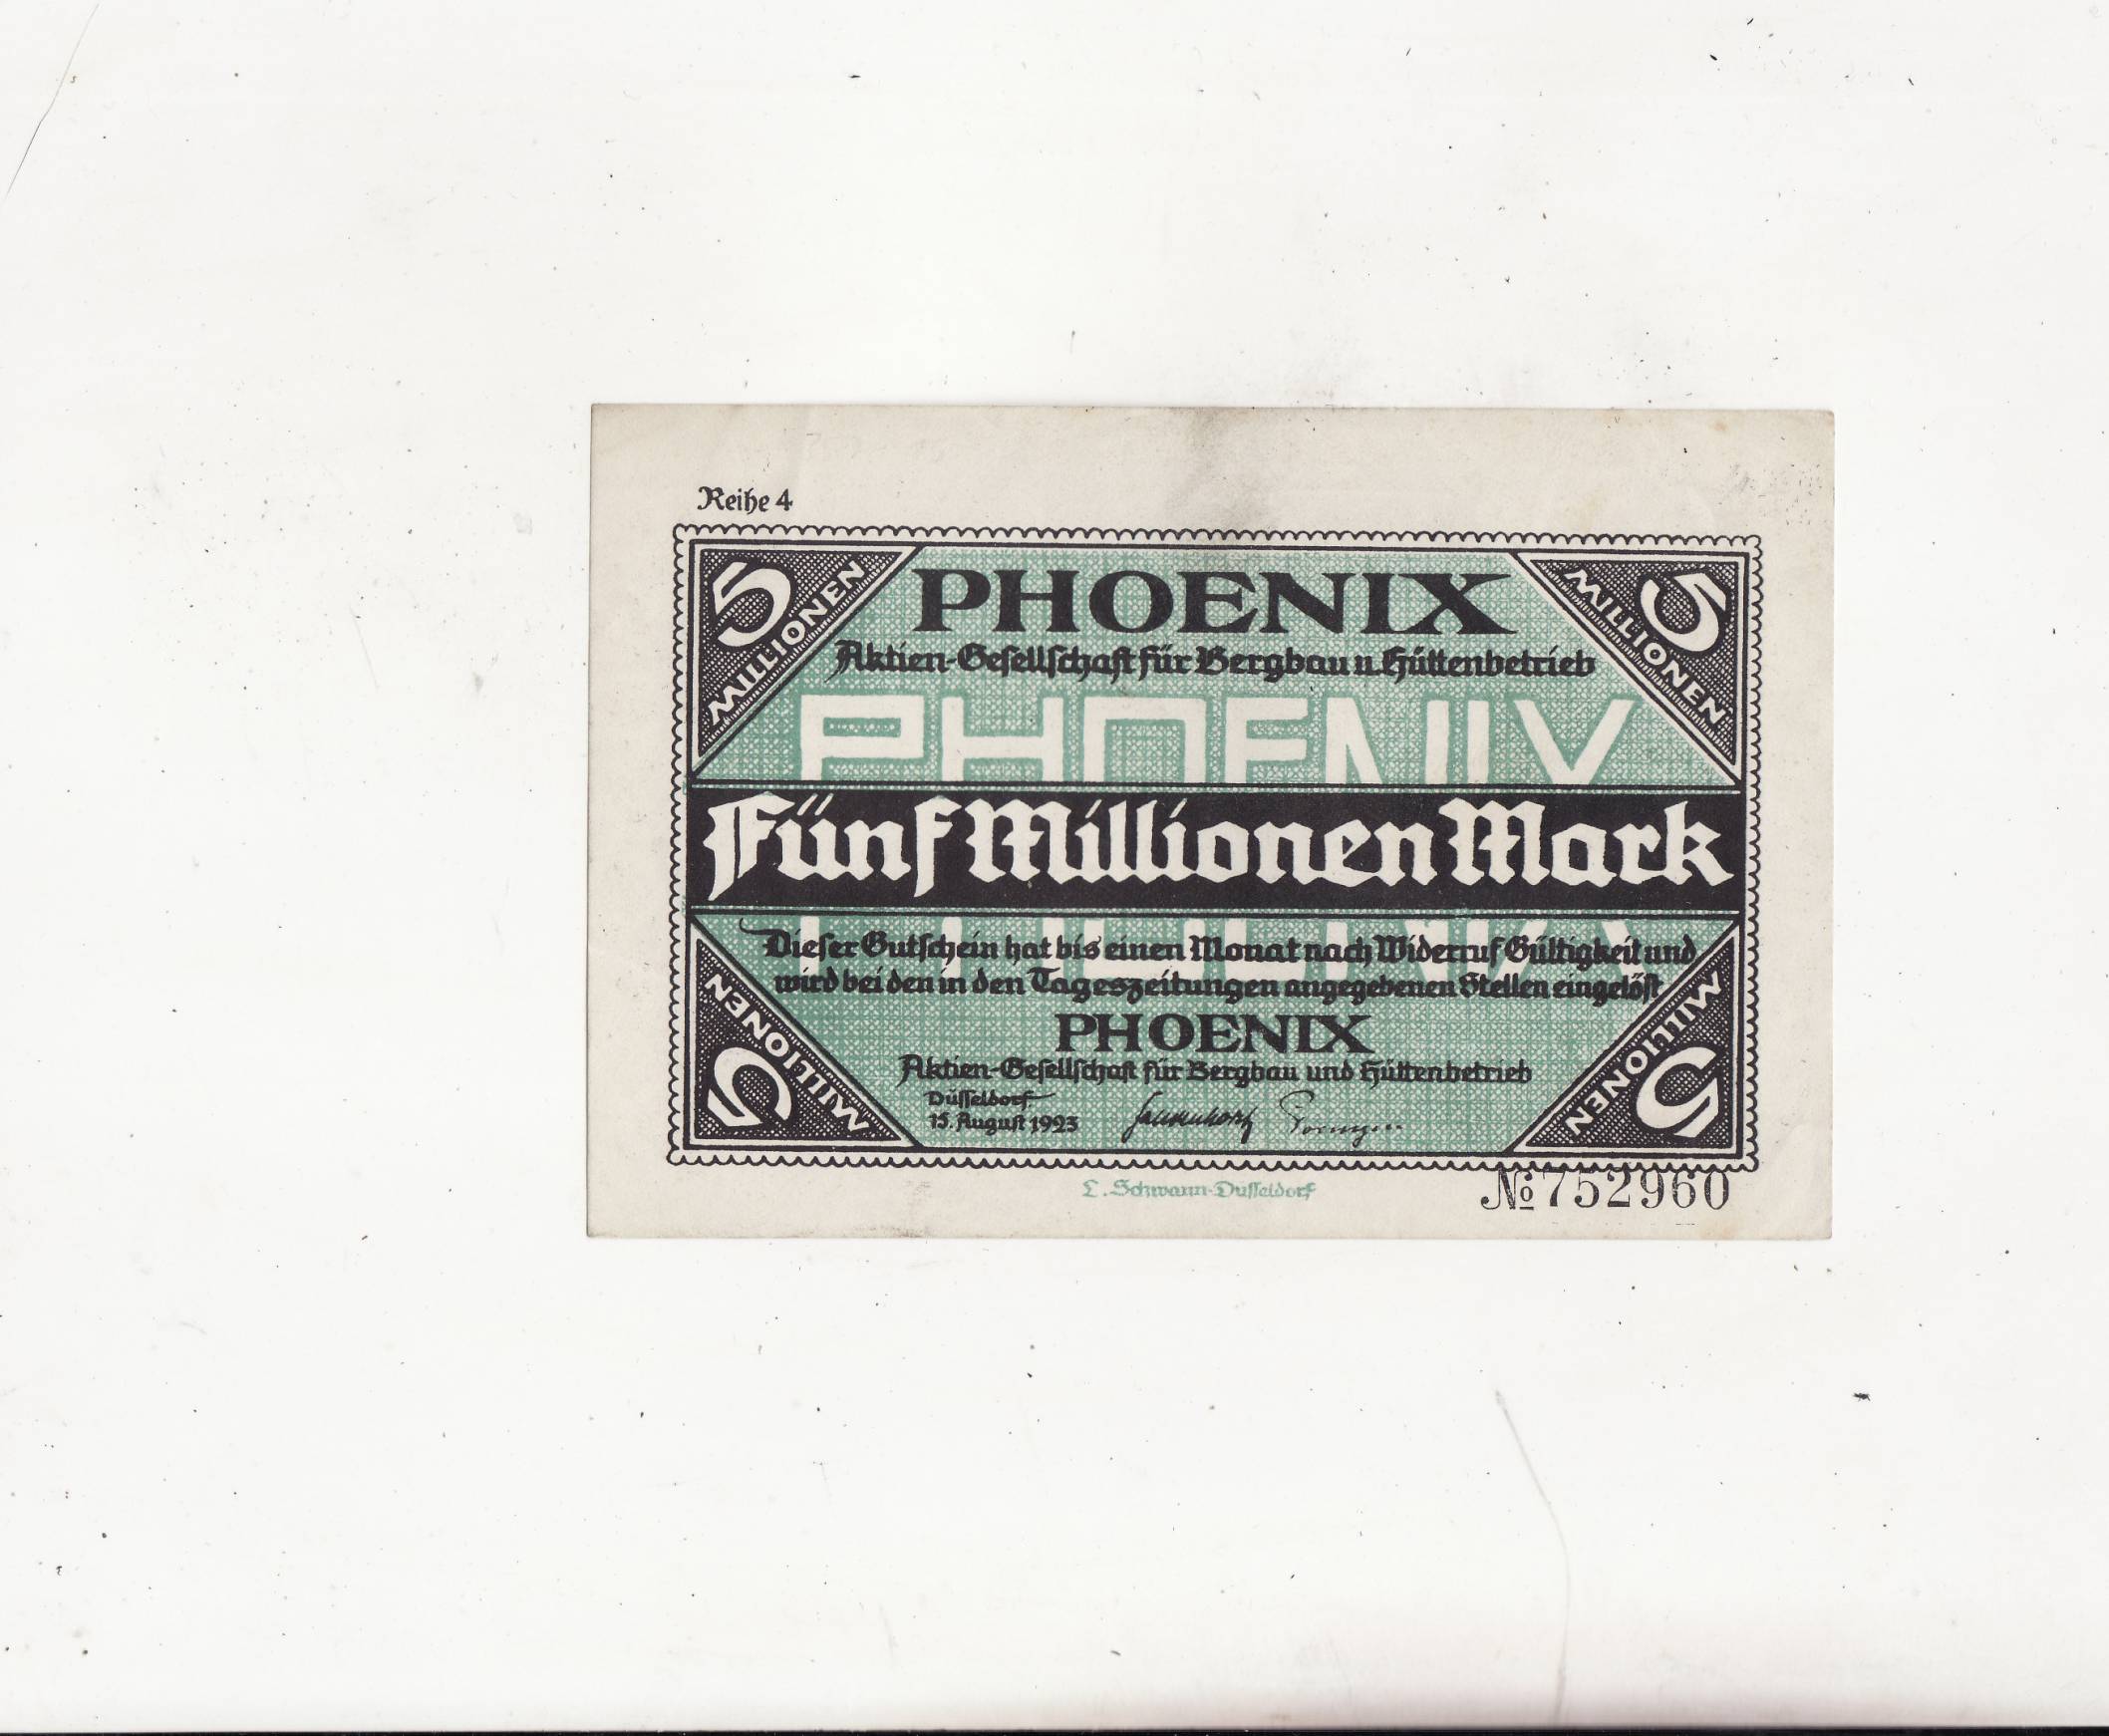 Reihe 4
5 MILLIONEN
5 MILLIONEN
PHOENIX
Aktien-Gesellschaft für Bergbau u. Hüttenbetrieb
PHOENIX
Fünf Millionen Mark
Dieser Gutschein hat bis einen Monat nach Widerruf Gültigkeit und
wird bei den in den Tageszeitungen angegebenen Stellen eingelöst
PHOENIX
Aktien-Gesellschaft für Bergbau und Hüttenbetrieb
Düsseldorf
15. August 1923
5 MILLIONEN
5 MILLIONEN
L. Schwann-Düsseldorf
№ 752960